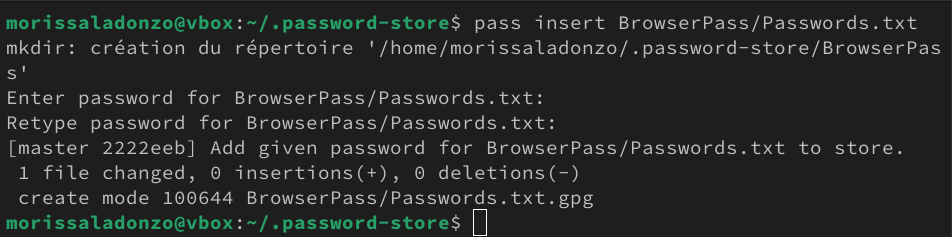 morissaladonzo@vbox:~/.password-store$ pass insert BrowserPass/Passwords.txt
mkdir: création du répertoire '/home/morissaladonzo/.password-store/BrowserPas
s'
Enter password for BrowserPass/Passwords.txt:
Retype password for BrowserPass/Passwords.txt:
[master 2222eeb] Add given password for BrowserPass/Passwords.txt to store.
 1 file changed, 0 insertions(+), 0 deletions(-)
 create mode 100644 BrowserPass/Passwords.txt.gpg
morissaladonzo@vbox:~/.password-store$